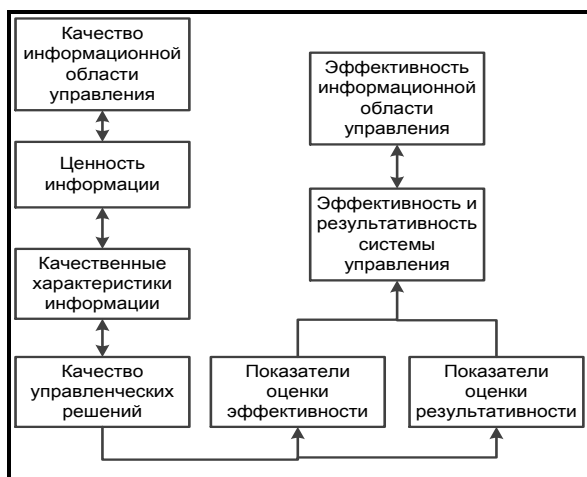 Качество
информационной
области
управления
Ценность
информации
Качественные
характеристики
информации
Качество
управленческих
решений
Эффективность
информационной
области
управления
Эффективность и
результативность
системы
управления
Показатели
оценки
эффективности
Показатели
оценки
результативности